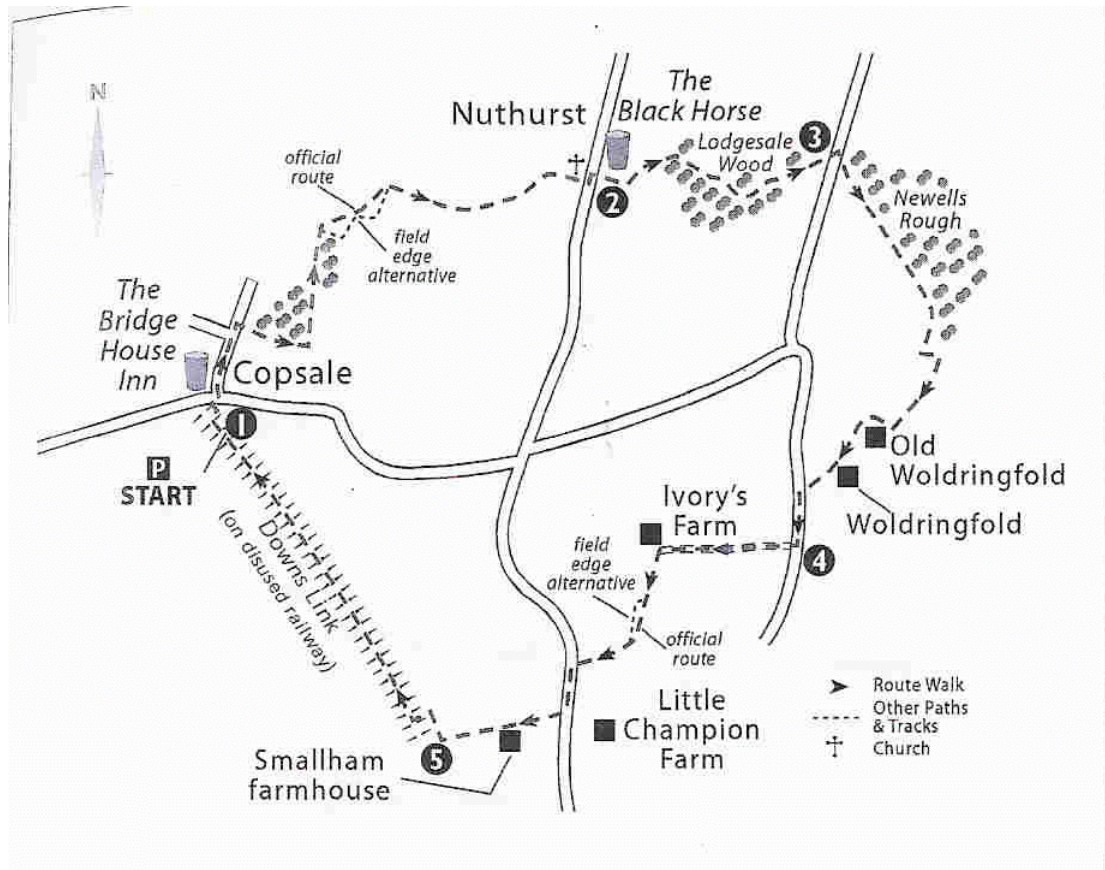 N
The
Black Horse
Nuthurst
Lodgesale
Wood
3
official
route
2
Newells
Rough
field
edge
alternative
The
Bridge
House
Inn
Copsale
1
P
START
Old
Woldringfold
Woldringfold
Ivory's
Farm
field
edge
alternative
4
official
route
Downs Link
(on disused railway)
Little
Champion
Farm
5
Smallham
farmhouse
Route Walk
Other Paths
& Tracks
Church